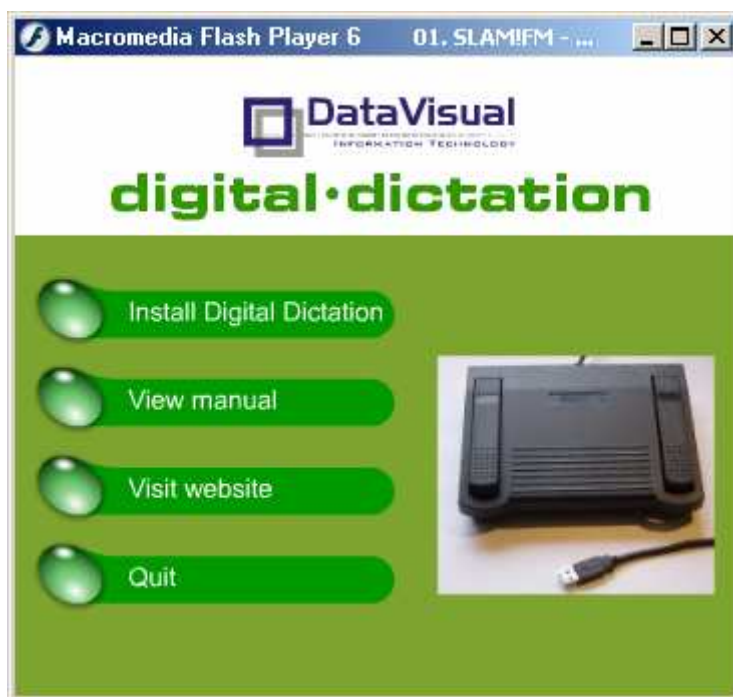 Macromedia Flash Player 6 01. SLAM!FM - ...
DataVisual
INFORMATION TECHNOLOGY
digital·dictation
Install Digital Dictation
View manual
Visit website
Quit